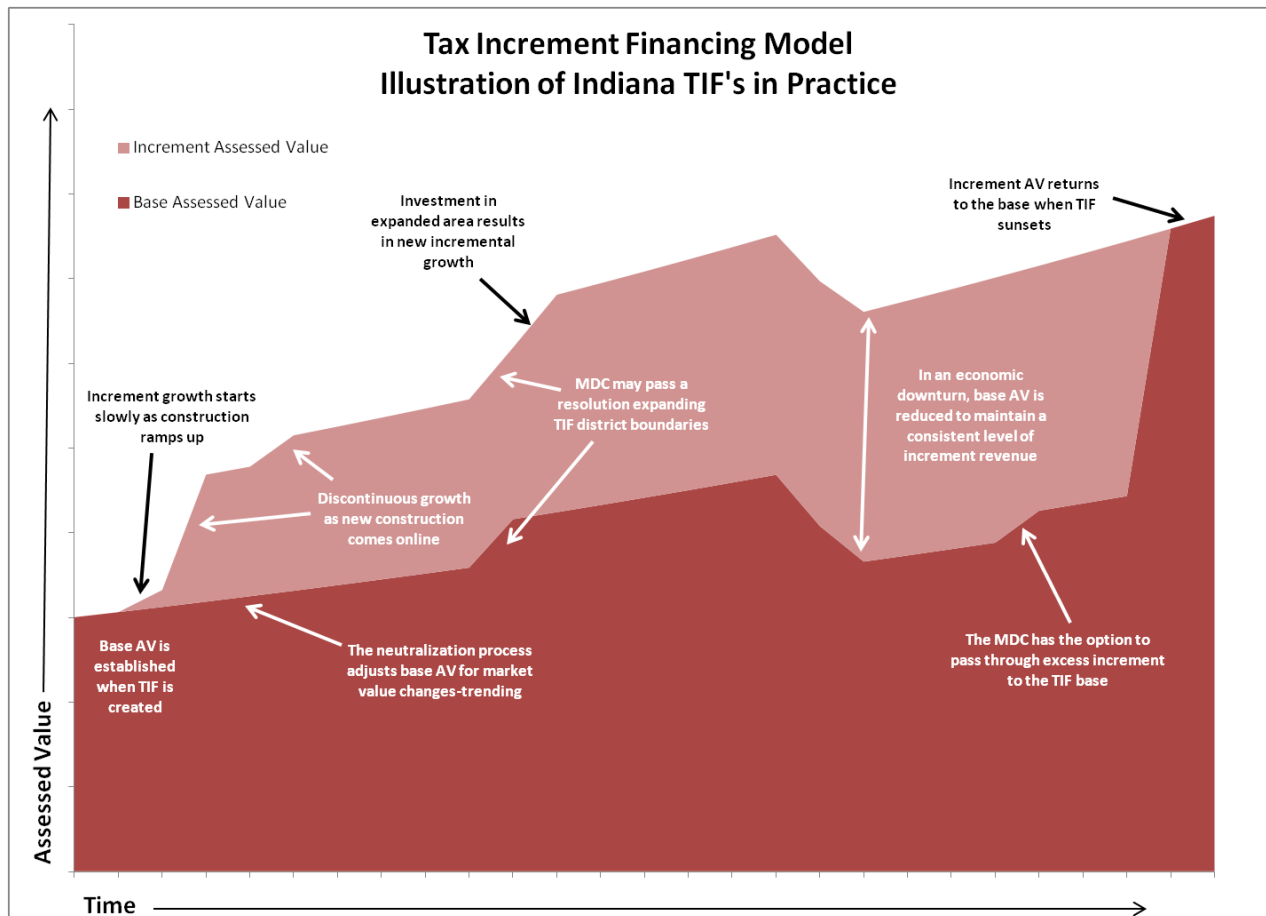 Tax Increment Financing Model
Illustration of Indiana TIF's in Practice
Increment Assessed Value
Base Assessed Value
Investment in
expanded area results
in new incremental
growth
Increment AV returns
to the base when TIF
sunsets
Increment growth starts
slowly as construction
ramps up
MDC may pass a
resolution expanding
TIF district boundaries
In an economic
downturn, base AV is
reduced to maintain a
consistent level of
increment revenue
Discontinuous growth
as new construction
comes online
Base AV is
established
when TIF is
created
The neutralization process
adjusts base AV for market
value changes-trending
The MDC has the option to
pass through excess increment
to the TIF base
Assessed Value
Time